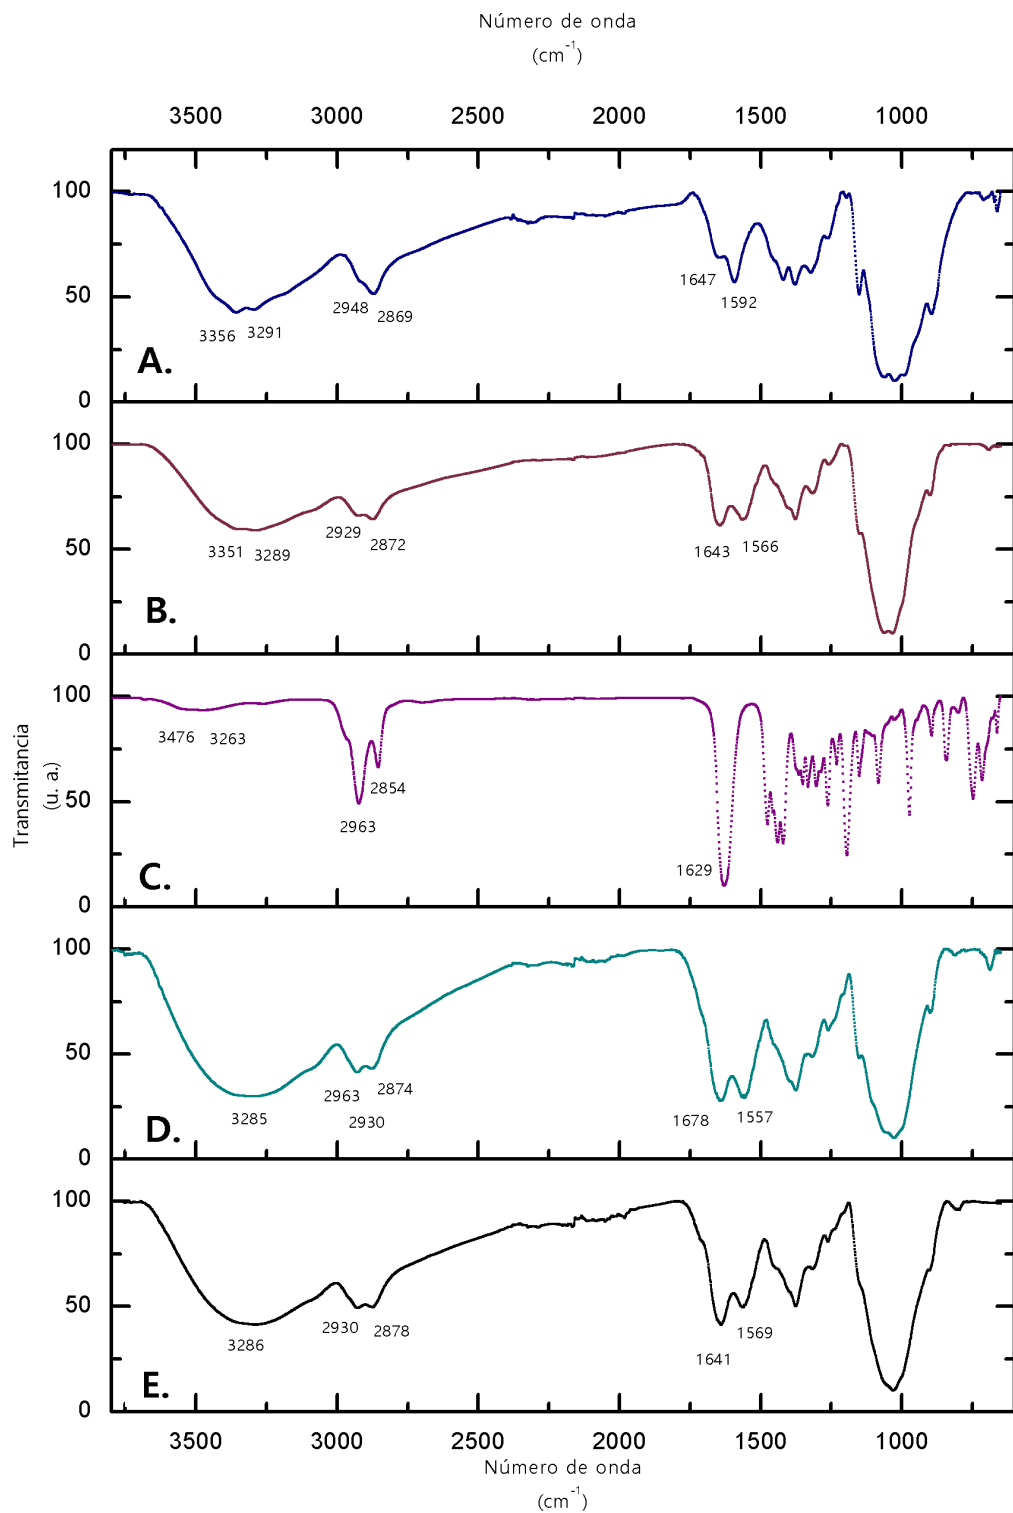 Número de onda
(cm⁻¹)
3500 3000 2500 2000 1500 1000
100
50
0
3356 3291 2948 2869 1647 1592
A.
100
50
0
3351 3289 2929 2872 1643 1566
B.
Transmitancia
(u. a.)
100
50
0
3476 3263 2854
2963
1629
C.
100
50
0
2963 2874
3285 2930 1678 1557
D.
100
50
0
3286 2930 2878 1641 1569
E.
3500 3000 2500 2000 1500 1000
Número de onda
(cm⁻¹)